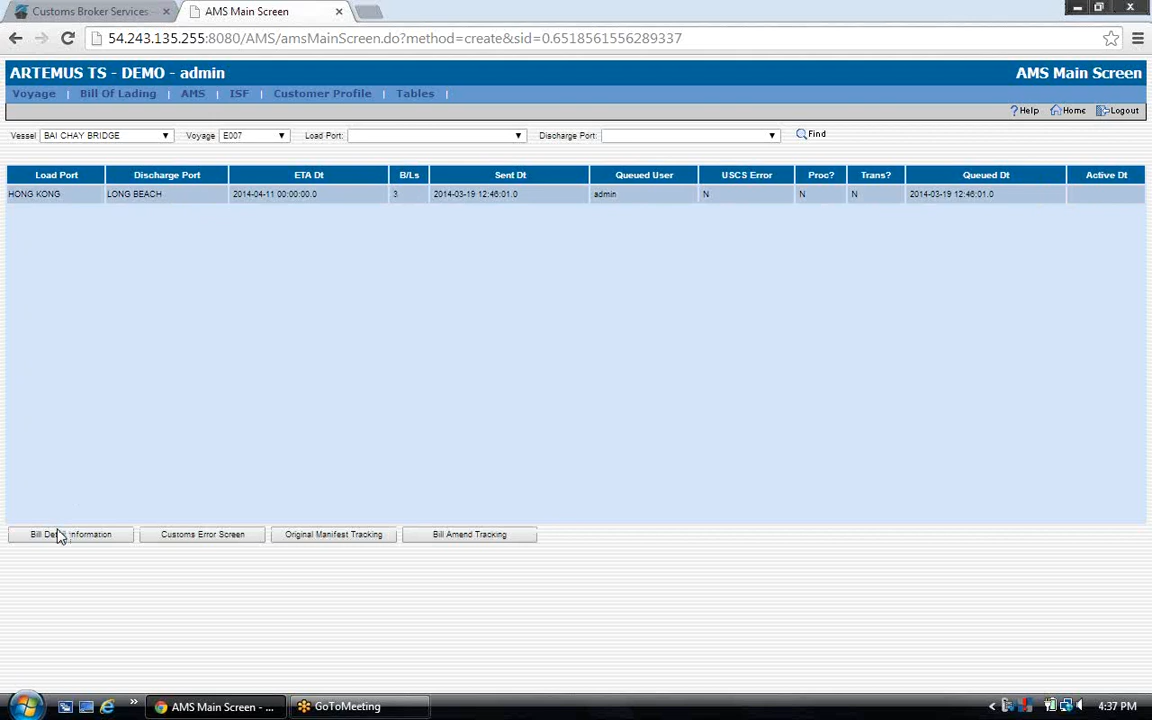 Customs Broker Services
AMS Main Screen
54.243.135.255:8080/AMS/amsMainScreen.do?method=create&sid=0.6518561556289337
ARTEMUS TS - DEMO - admin
AMS Main Screen
Voyage | Bill Of Lading | AMS | ISF | Customer Profile | Tables |
? Help Home Logout
Vessel BAI CHAY BRIDGE Voyage E007 Load Port: Discharge Port: Find
Load Port Discharge Port ETA Dt B/Ls Sent Dt Queued User USCS Error Proc? Trans? Queued Dt Active Dt
HONG KONG LONG BEACH 2014-04-11 00:00:00.0 3 2014-03-19 12:46:01.0 admin N N N 2014-03-19 12:46:01.0
Bill Information Customs Error Screen Original Manifest Tracking Bill Amend Tracking
AMS Main Screen - ...
GoToMeeting
4:37 PM